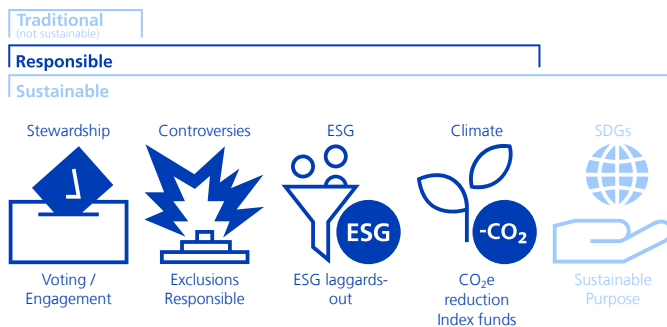 Traditional
(not sustainable)
Responsible
Sustainable
Stewardship
Controversies
ESG
Climate
SDGs
ESG
-CO₂
Voting /
Engagement
Exclusions
Responsible
ESG laggards-
out
CO₂e
reduction
Index funds
Sustainable
Purpose